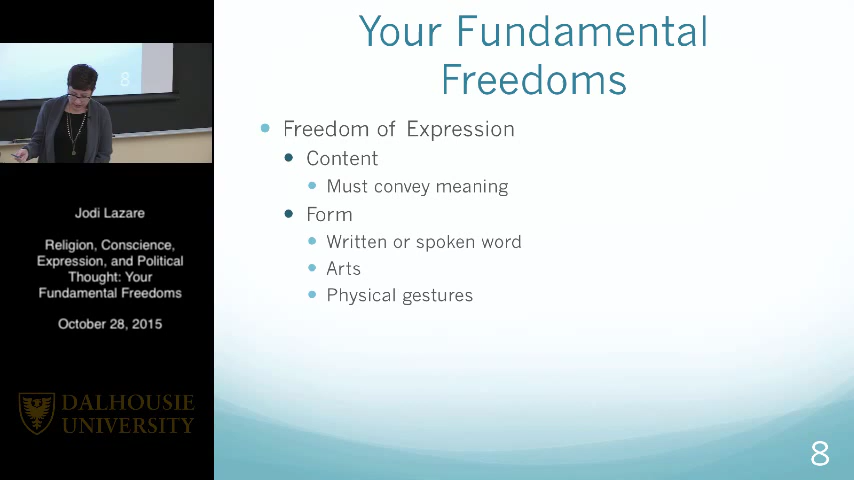 Your Fundamental
Freedoms
Freedom of Expression
Content
Must convey meaning
Form
Written or spoken word
Arts
Physical gestures
8
8
Jodi Lazare
Religion, Conscience,
Expression, and Political
Thought: Your
Fundamental Freedoms
October 28, 2015
DALHOUSIE
UNIVERSITY